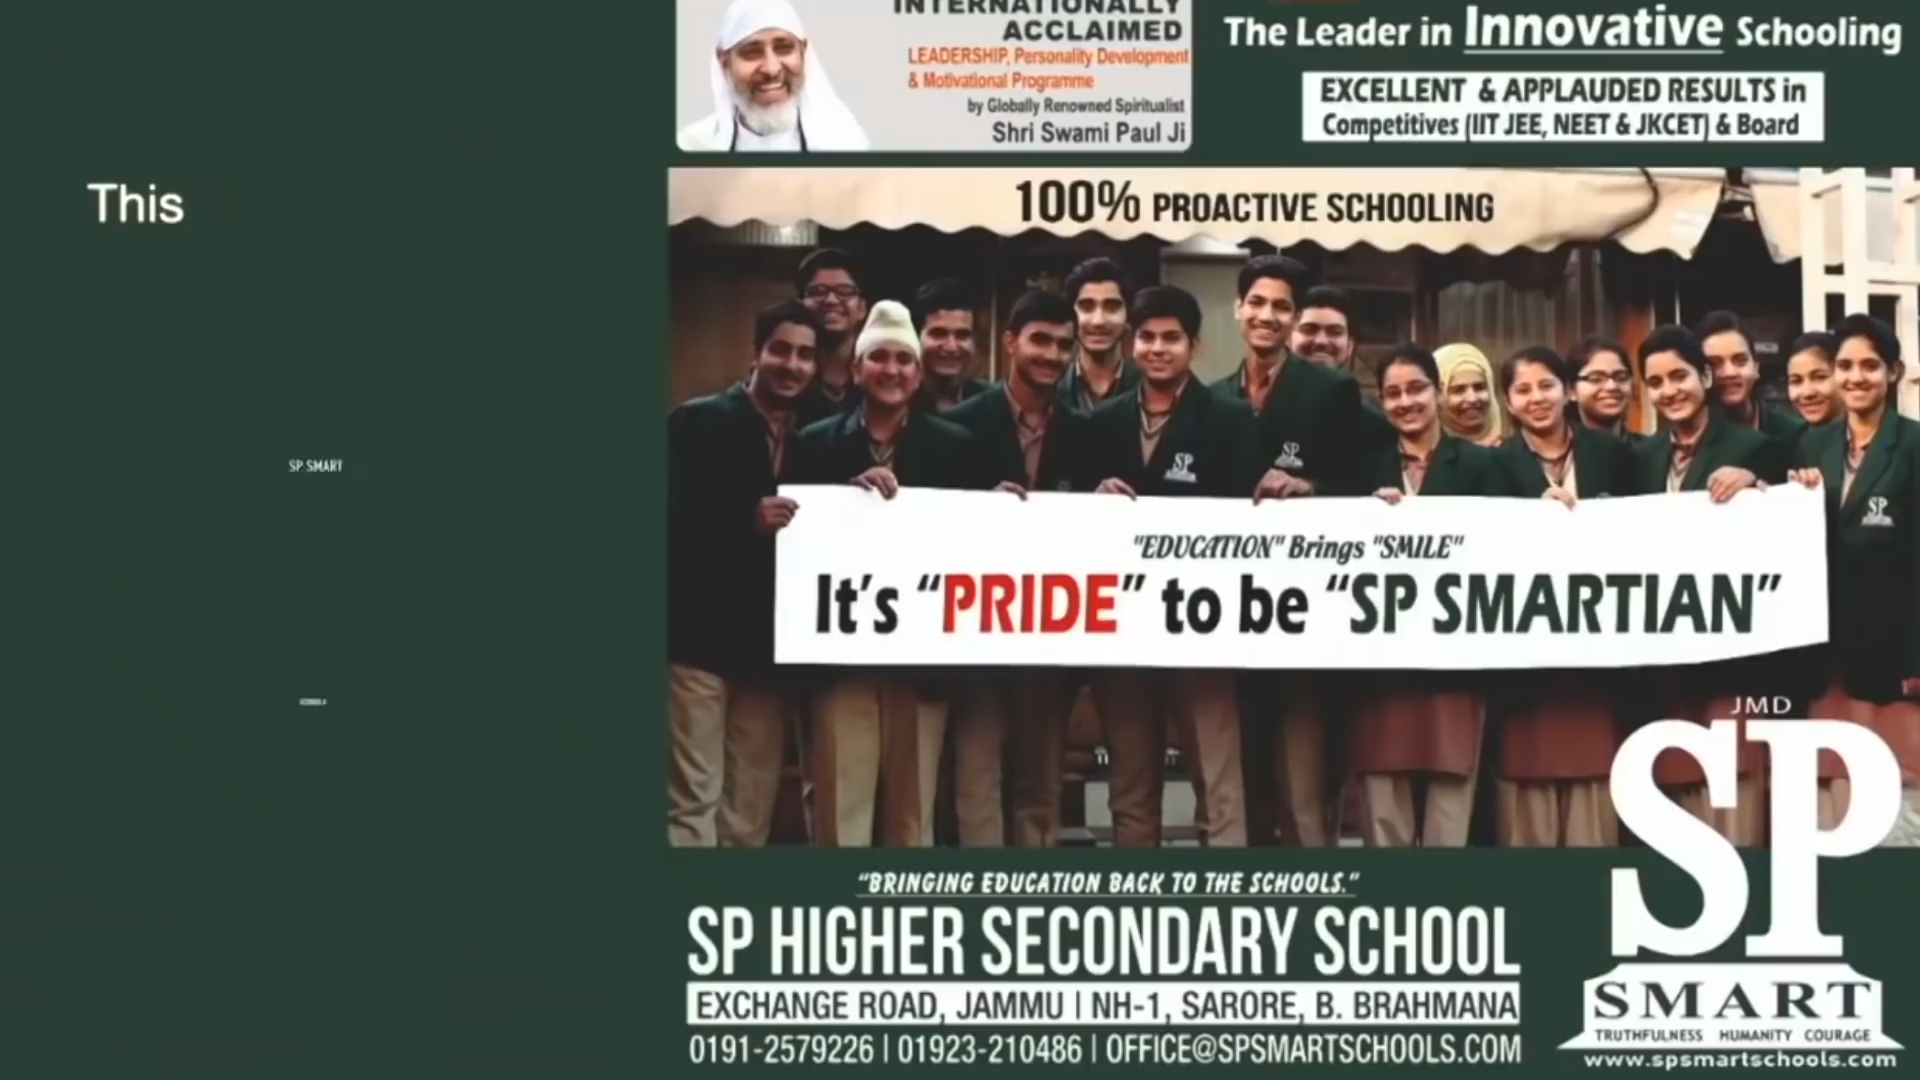 INTERNATIONALLY
ACCLAIMED
LEADERSHIP, Personality Development
& Motivational Programme
by Globally Renowned Spiritualist
Shri Swami Paul Ji
The Leader in Innovative Schooling
EXCELLENT & APPLAUDED RESULTS in
Competitives (IIT JEE, NEET & JKCET) & Board
This
SP SMART
100% PROACTIVE SCHOOLING
SP
SP
SP
"EDUCATION" Brings "SMILE"
It's “PRIDE” to be “SP SMARTIAN”
“BRINGING EDUCATION BACK TO THE SCHOOLS.”
SP HIGHER SECONDARY SCHOOL
EXCHANGE ROAD, JAMMU | NH-1, SARORE, B. BRAHMANA
0191-2579226 | 01923-210486 | OFFICE@SPSMARTSCHOOLS.COM
JMD
SP
SMART
TRUTHFULNESS HUMANITY COURAGE
www.spsmartschools.com